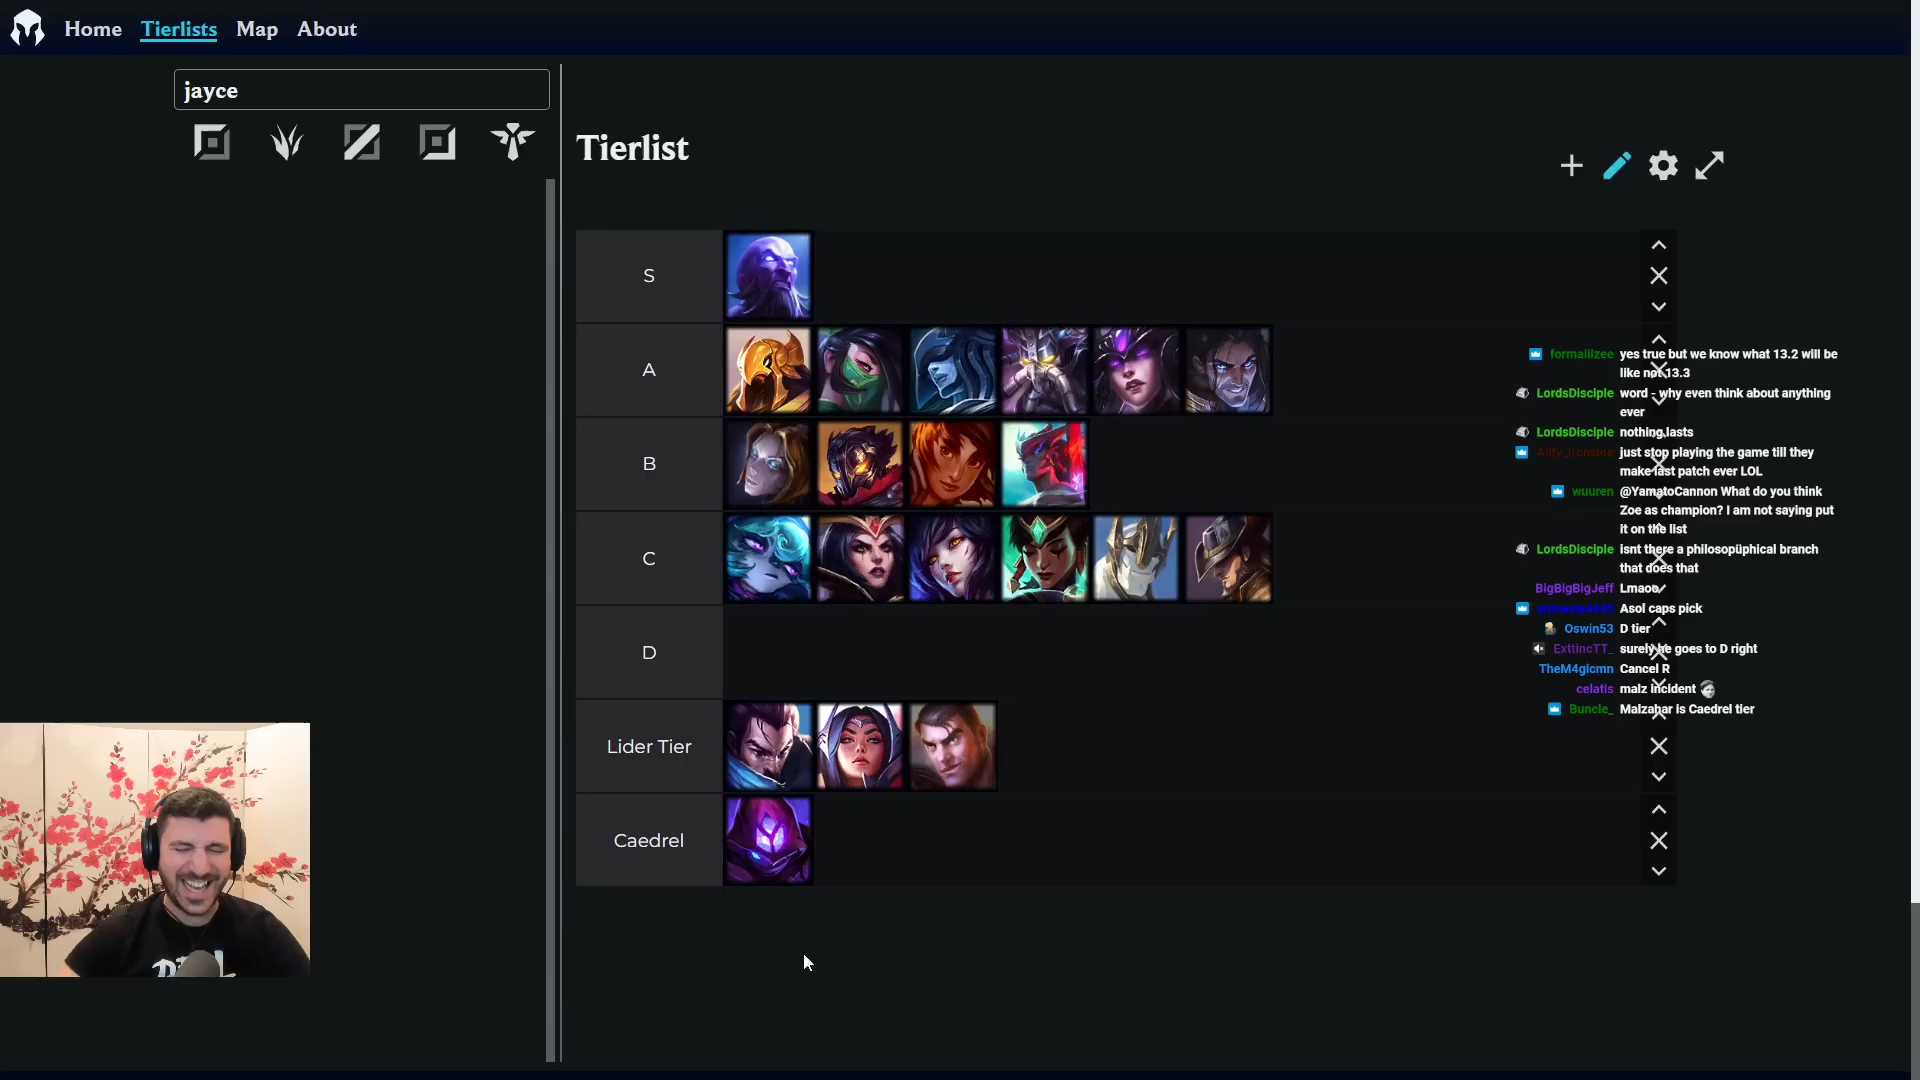 Home Tierlists Map About
jayce
Tierlist
S
A
B
C
D
Lider Tier
Caedrel
formallizee yes true but we know what 13.2 will be
like not 13.3
LordsDisciple word - why even think about anything
ever
LordsDisciple nothing lasts
just stop playing the game till they
make last patch ever LOL
wuuren @YamatoCannon What do you think
Zoe as champion? I am not saying put
it on the list
LordsDisciple isnt there a philosopüphical branch
that does that
BigBigBigJeff Lmaoo
Asol caps pick
Oswin53 D tier
ExttincTT_ surely he goes to D right
TheM4gicmn Cancel R
celatis malz incident
Buncle_ Malzahar is Caedrel tier